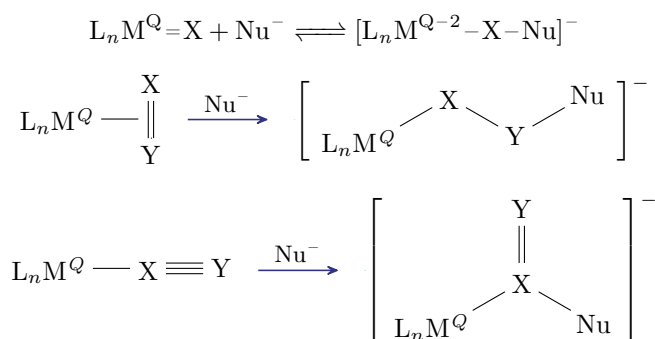 LₙM^Q=X + Nu⁻ ⇌ [LₙM^(Q−2)−X−Nu]⁻
X
LₙM^Q Nu⁻ X Nu ⁻
Y LₙM^Q Y
Y ⁻
LₙM^Q X≡Y Nu⁻ X
LₙM^Q Nu